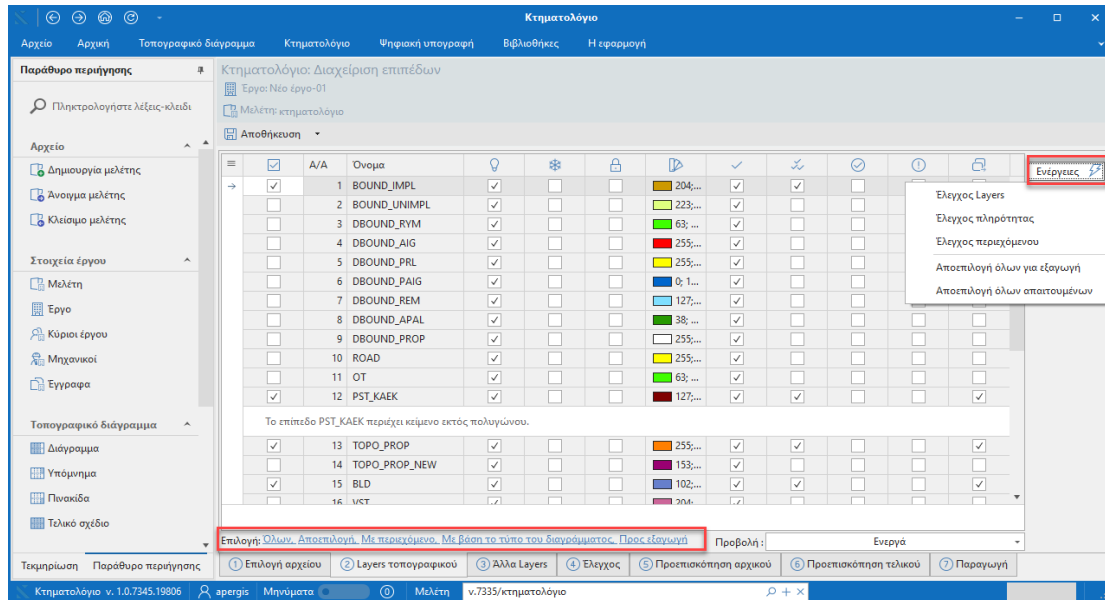 Κτηματολόγιο
Αρχείο Αρχική Τοπογραφικό διάγραμμα Κτηματολόγιο Ψηφιακή υπογραφή Βιβλιοθήκες Η εφαρμογή
Παράθυρο περιήγησης
Πληκτρολογήστε λέξεις-κλειδι
Αρχείο
Δημιουργία μελέτης
Άνοιγμα μελέτης
Κλείσιμο μελέτης
Στοιχεία έργου
Μελέτη
Έργο
Κύριοι έργου
Μηχανικοί
Έγγραφα
Τοπογραφικό διάγραμμα
Διάγραμμα
Υπόμνημα
Πινακίδα
Τελικό σχέδιο
Τεκμηρίωση Παράθυρο περιήγησης
Κτηματολόγιο: Διαχείριση επιπέδων
Έργο: Νέο έργο-01
Μελέτη: κτηματολόγιο
Αποθήκευση
Α/Α Όνομα
1 BOUND_IMPL 204;...
2 BOUND_UNIMPL 223;...
3 DBOUND_RYM 63; ...
4 DBOUND_AIG 255;...
5 DBOUND_PRL 255;...
6 DBOUND_PAIG 0; 1...
7 DBOUND_REM 127;...
8 DBOUND_APAL 38; ...
9 DBOUND_PROP 255;...
10 ROAD 255;...
11 OT 63; ...
12 PST_KAEK 127;...
Το επίπεδο PST_KAEK περιέχει κείμενο εκτός πολυγώνου.
13 TOPO_PROP 255;...
14 TOPO_PROP_NEW 153;...
15 BLD 102;...
16 VST 204;
Ενέργειες
Έλεγχος Layers
Έλεγχος πληρότητας
Έλεγχος περιεχόμενου
Αποεπιλογή όλων για εξαγωγή
Αποεπιλογή όλων απαιτουμένων
Επιλογή: Όλων, Αποεπιλογή, Με περιεχόμενο, Με βάση το τύπο του διαγράμματος, Προς εξαγωγή
Προβολή : Ενεργά
1 Επιλογή αρχείου 2 Layers τοπογραφικού 3 Άλλα Layers 4 Έλεγχος 5 Προεπισκόπηση αρχικού 6 Προεπισκόπηση τελικού 7 Παραγωγή
Κτηματολόγιο v. 1.0.7345.19806 apergis Μηνύματα 0 Μελέτη v.7335/κτηματολόγιο